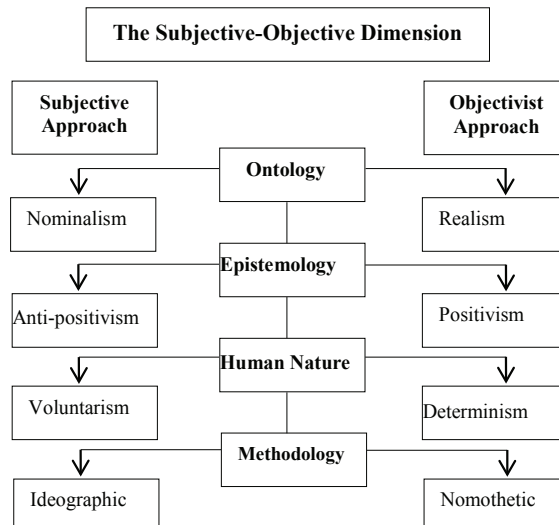 The Subjective-Objective Dimension
Subjective
Approach
Objectivist
Approach
Ontology
Nominalism
Realism
Epistemology
Anti-positivism
Positivism
Human Nature
Voluntarism
Determinism
Methodology
Ideographic
Nomothetic